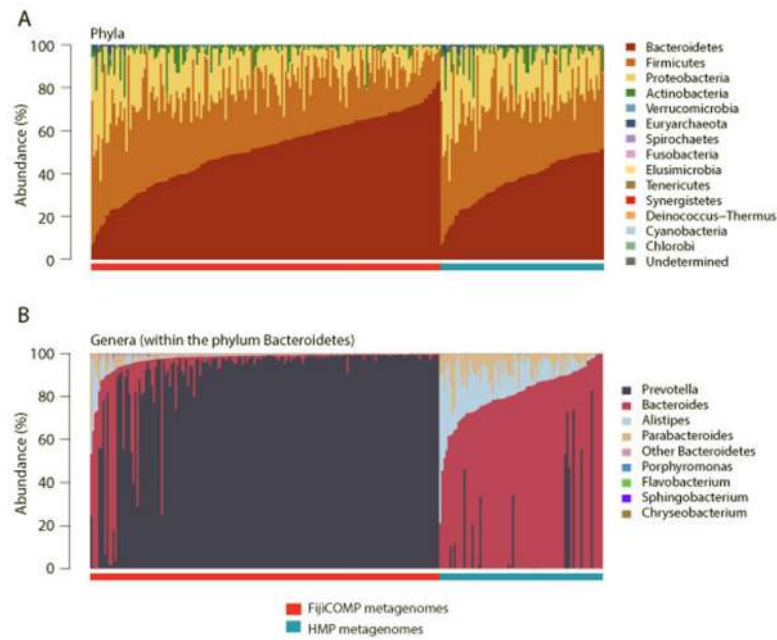 A
Phyla
100
80
60
40
20
0
Abundance (%)
Bacteroidetes
Firmicutes
Proteobacteria
Actinobacteria
Verrucomicrobia
Euryarchaeota
Spirochaetes
Fusobacteria
Elusimicrobia
Tenericutes
Synergistetes
Deinococcus–Thermus
Cyanobacteria
Chlorobi
Undetermined
B
Genera (within the phylum Bacteroidetes)
100
80
60
40
20
0
Abundance (%)
Prevotella
Bacteroides
Alistipes
Parabacteroides
Other Bacteroidetes
Porphyromonas
Flavobacterium
Sphingobacterium
Chryseobacterium
FijiCOMP metagenomes
HMP metagenomes